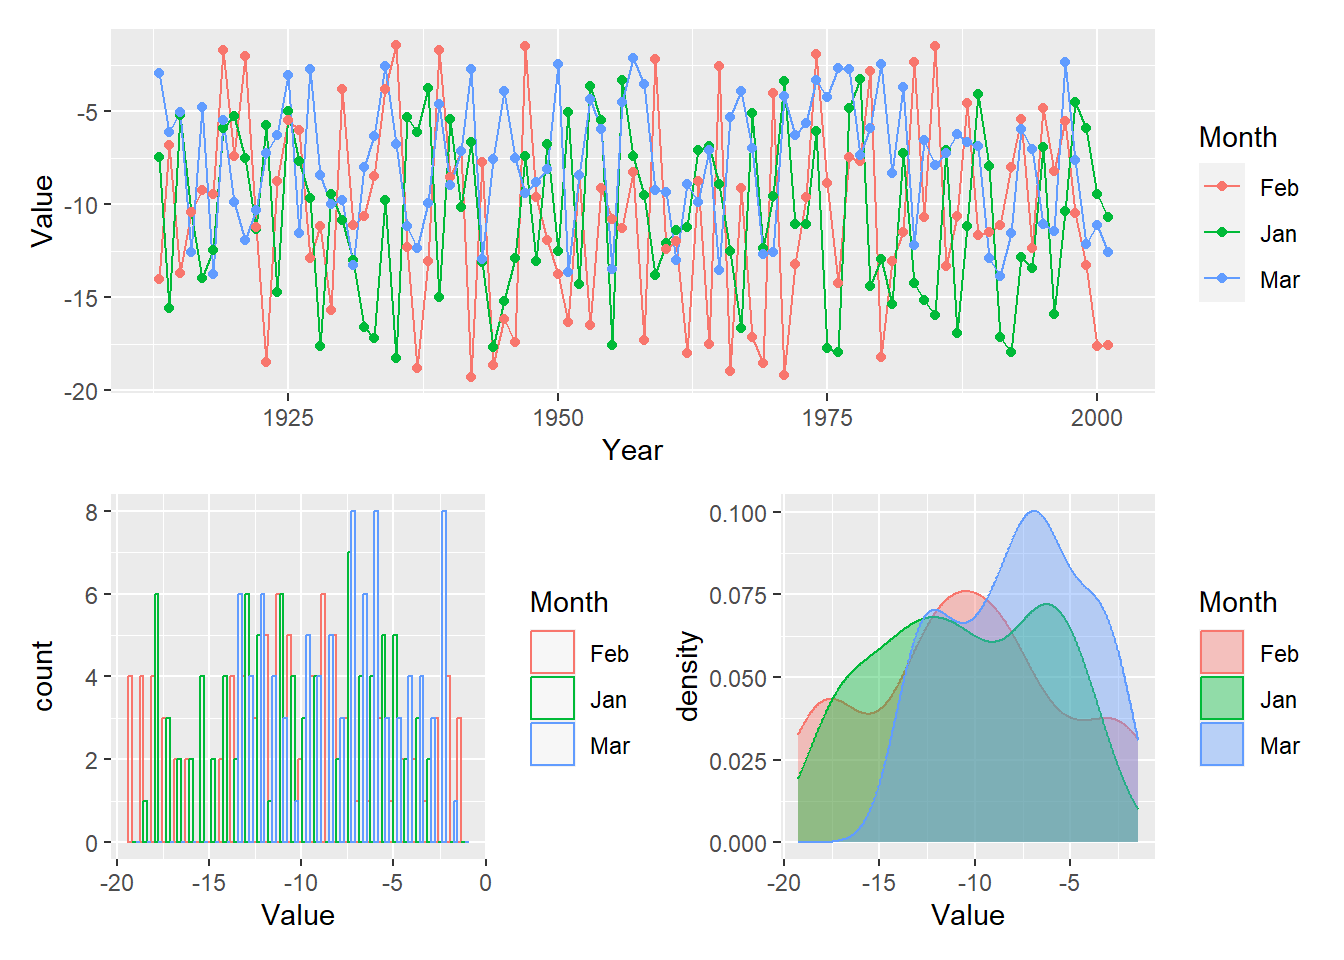 Value
-5
-10
-15
-20
1925 1950 1975 2000
Year
Month
Feb
Jan
Mar
count
8
6
4
2
0
-20 -15 -10 -5 0
Value
Month
Feb
Jan
Mar
density
0.100
0.075
0.050
0.025
0.000
-20 -15 -10 -5
Value
Month
Feb
Jan
Mar